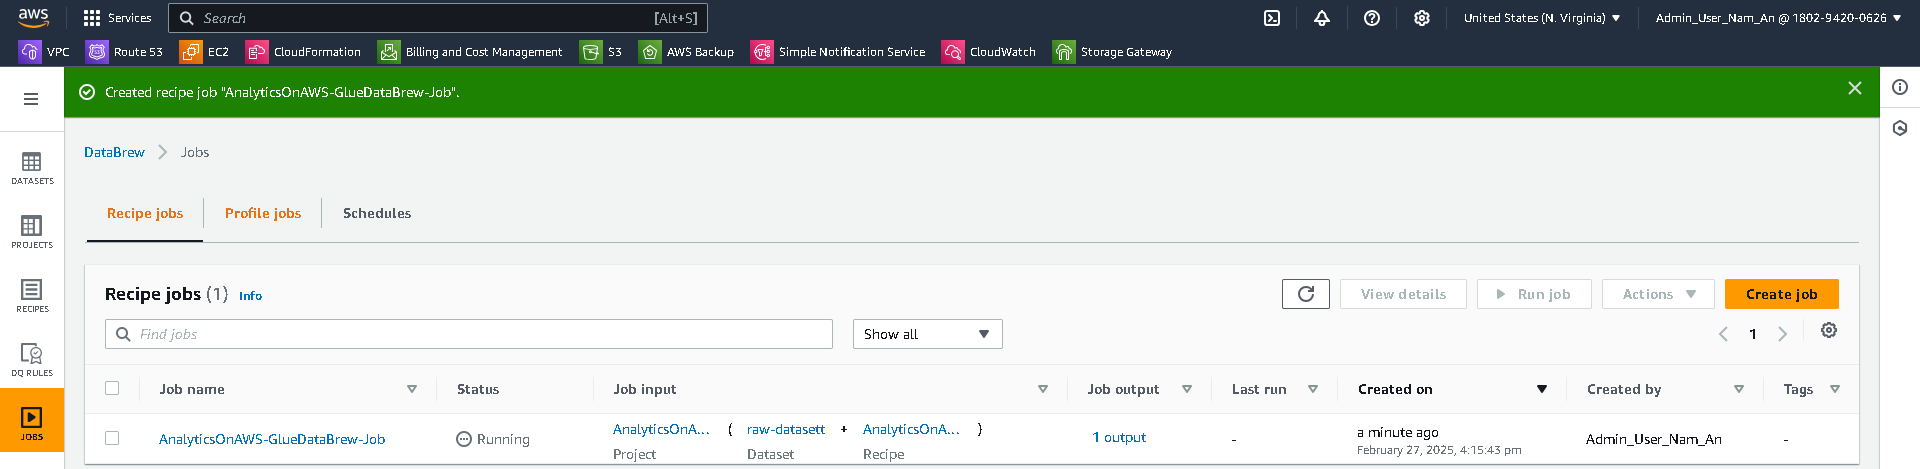 aws Services Search [Alt+S] United States (N. Virginia) Admin_User_Nam_An @ 1802-9420-0626
VPC Route 53 EC2 CloudFormation Billing and Cost Management S3 AWS Backup Simple Notification Service CloudWatch Storage Gateway
Created recipe job "AnalyticsOnAWS-GlueDataBrew-Job".
DataBrew Jobs
DATASETS
Recipe jobs Profile jobs Schedules
PROJECTS
Recipe jobs (1) Info View details Run job Actions Create job
RECIPES
Find jobs Show all 1
DQ RULES
Job name Status Job input Job output Last run Created on Created by Tags
JOBS
AnalyticsOnAWS-GlueDataBrew-Job Running AnalyticsOnA... ( raw-datasett + AnalyticsOnA... ) 1 output - a minute ago Admin_User_Nam_An -
Project Dataset Recipe February 27, 2025, 4:15:43 pm